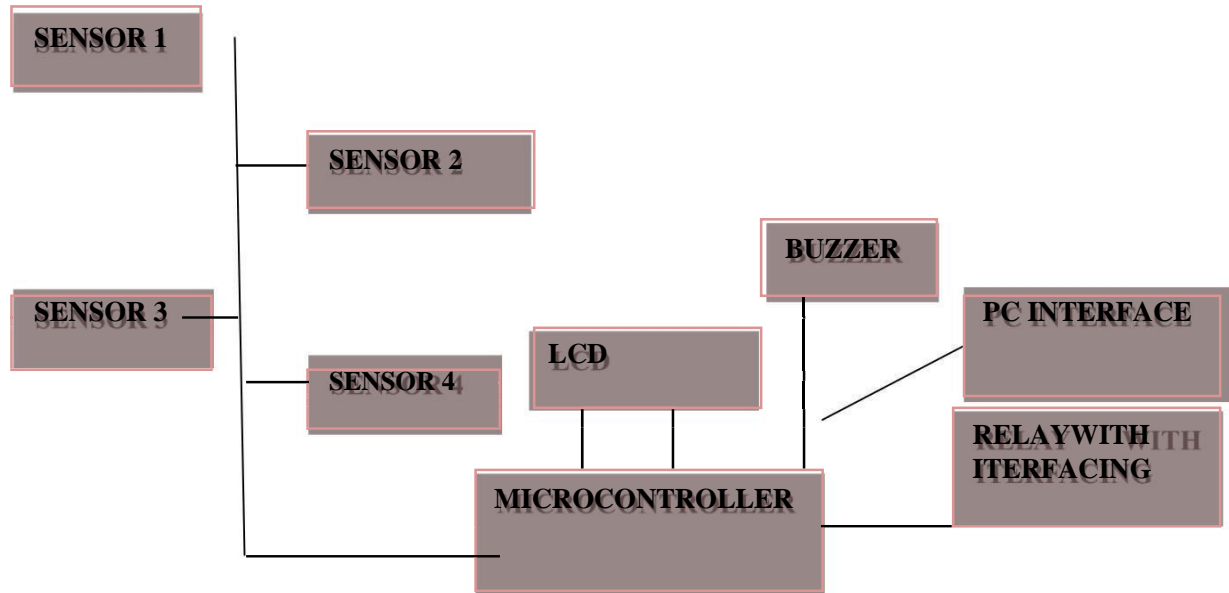 SENSOR 1
SENSOR 2
BUZZER
SENSOR 3
PC INTERFACE
LCD
SENSOR 4
RELAYWITH
ITERFACING
MICROCONTROLLER